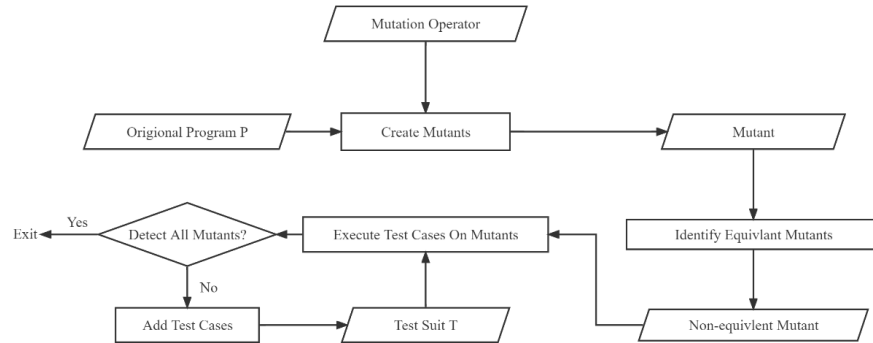 Mutation Operator
Origional Program P
Create Mutants
Mutant
Exit
Yes
Detect All Mutants?
Execute Test Cases On Mutants
Identify Equivlant Mutants
No
Add Test Cases
Test Suit T
Non-equivlent Mutant